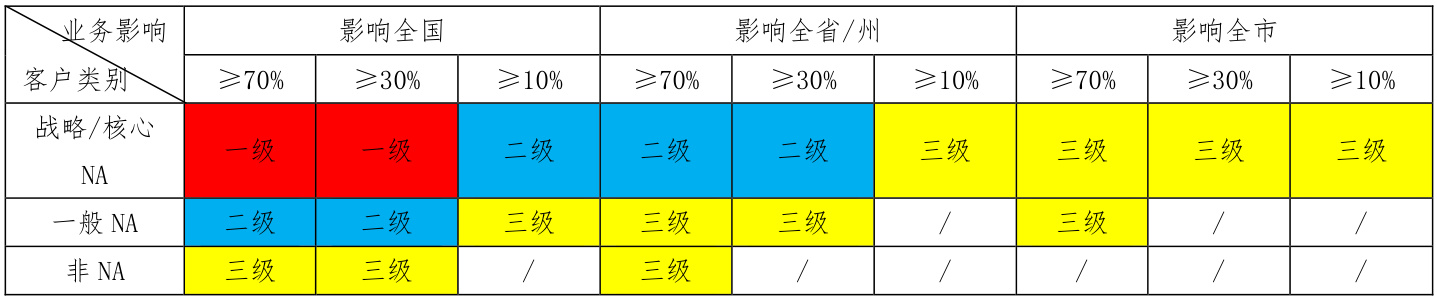 业务影响 影响全国 影响全省/州 影响全市
客户类别 ≥70% ≥30% ≥10% ≥70% ≥30% ≥10% ≥70% ≥30% ≥10%
战略/核心
NA 一级 一级 二级 二级 二级 三级 三级 三级 三级
一般 NA 二级 二级 三级 三级 三级 / 三级 / /
非 NA 三级 三级 / 三级 / / / / /